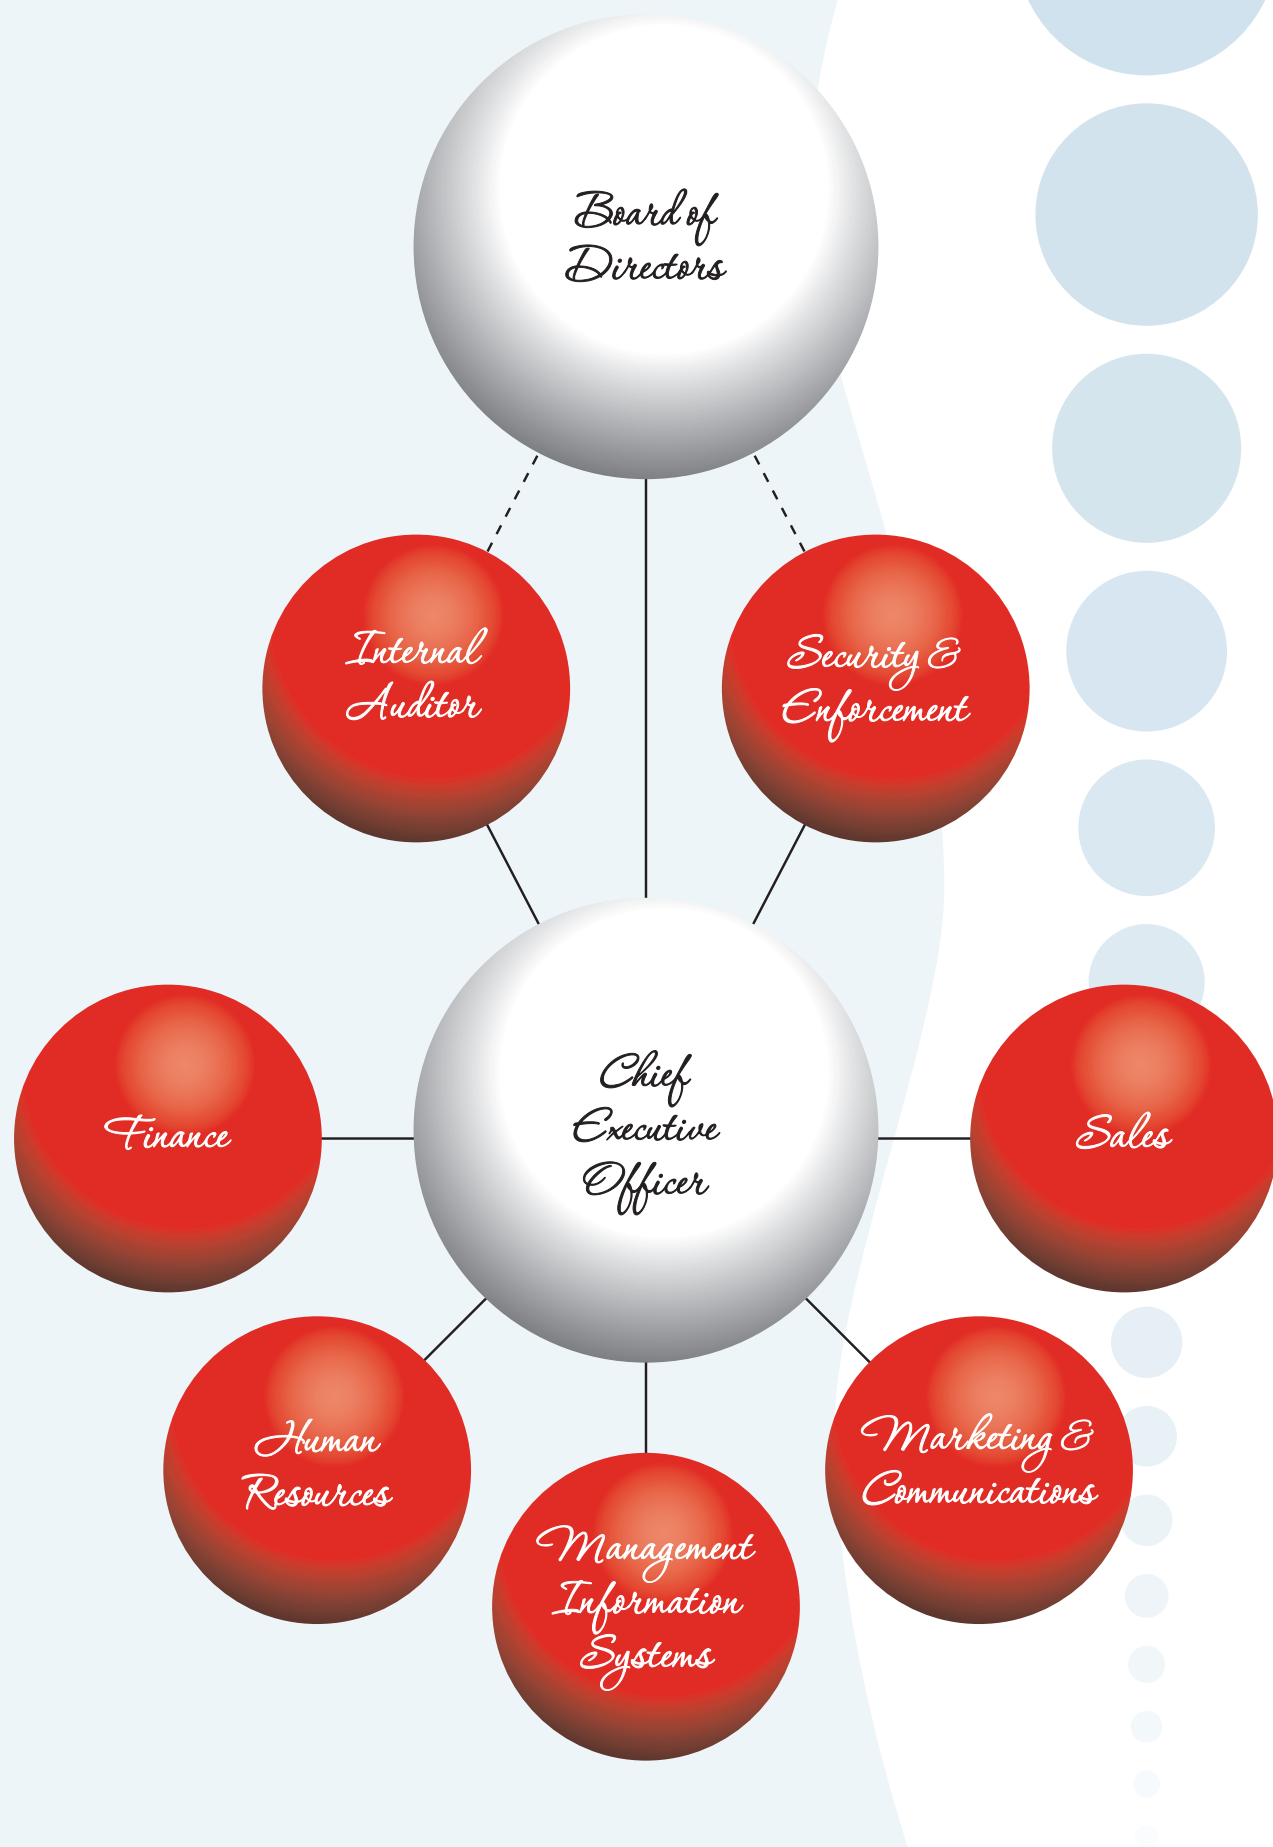 Board of
Directors
Internal
Auditor
Security &
Enforcement
Chief
Executive
Officer
Finance
Sales
Human
Resources
Marketing &
Communications
Management
Information
Systems